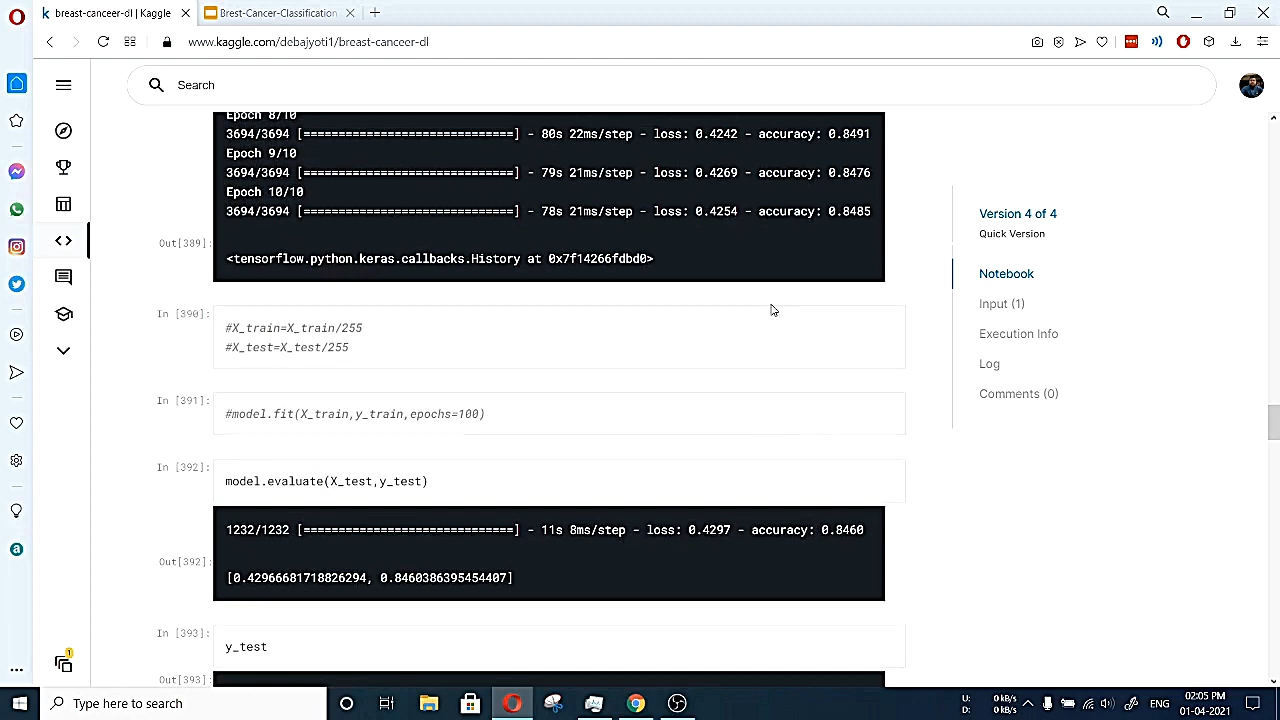 breast-canceer-dl | Kaggle
Brest-Cancer-Classification
www.kaggle.com/debajyoti1/breast-canceer-dl
Search
Epoch 8/10
3694/3694 [==============================] - 80s 22ms/step - loss: 0.4242 - accuracy: 0.8491
Epoch 9/10
3694/3694 [==============================] - 79s 21ms/step - loss: 0.4269 - accuracy: 0.8476
Epoch 10/10
3694/3694 [==============================] - 78s 21ms/step - loss: 0.4254 - accuracy: 0.8485
Out[389]:
<tensorflow.python.keras.callbacks.History at 0x7f14266fdbd0>
In [390]:
#X_train=X_train/255
#X_test=X_test/255
In [391]:
#model.fit(X_train,y_train,epochs=100)
In [392]:
model.evaluate(X_test,y_test)
1232/1232 [==============================] - 11s 8ms/step - loss: 0.4297 - accuracy: 0.8460
Out[392]:
[0.42966681718826294, 0.8460386395454407]
In [393]:
y_test
Out[393]:
Version 4 of 4
Quick Version
Notebook
Input (1)
Execution Info
Log
Comments (0)
1
Type here to search
U: 0 kB/s
D: 0 kB/s
ENG
02:05 PM
01-04-2021